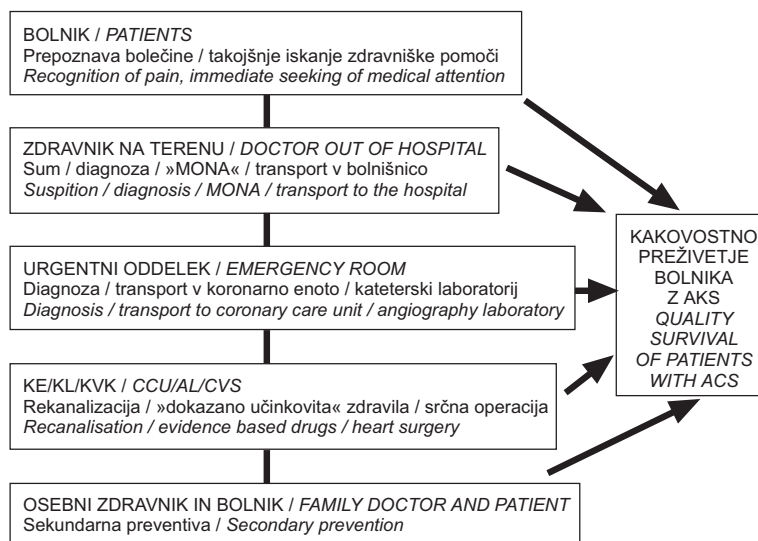 BOLNIK / PATIENTS
Prepoznava bolečine / takojšnje iskanje zdravniške pomoči
Recognition of pain, immediate seeking of medical attention
ZDRAVNIK NA TERENU / DOCTOR OUT OF HOSPITAL
Sum / diagnoza / »MONA« / transport v bolnišnico
Suspition / diagnosis / MONA / transport to the hospital
URGENTNI ODDELEK / EMERGENCY ROOM
Diagnoza / transport v koronarno enoto / kateterski laboratorij
Diagnosis / transport to coronary care unit / angiography laboratory
KE/KL/KVK / CCU/AL/CVS
Rekanalizacija / »dokazano učinkovita« zdravila / srčna operacija
Recanalisation / evidence based drugs / heart surgery
OSEBNI ZDRAVNIK IN BOLNIK / FAMILY DOCTOR AND PATIENT
Sekundarna preventiva / Secondary prevention
KAKOVOSTNO
PREŽIVETJE
BOLNIKA
Z AKS
QUALITY
SURVIVAL
OF PATIENTS
WITH ACS